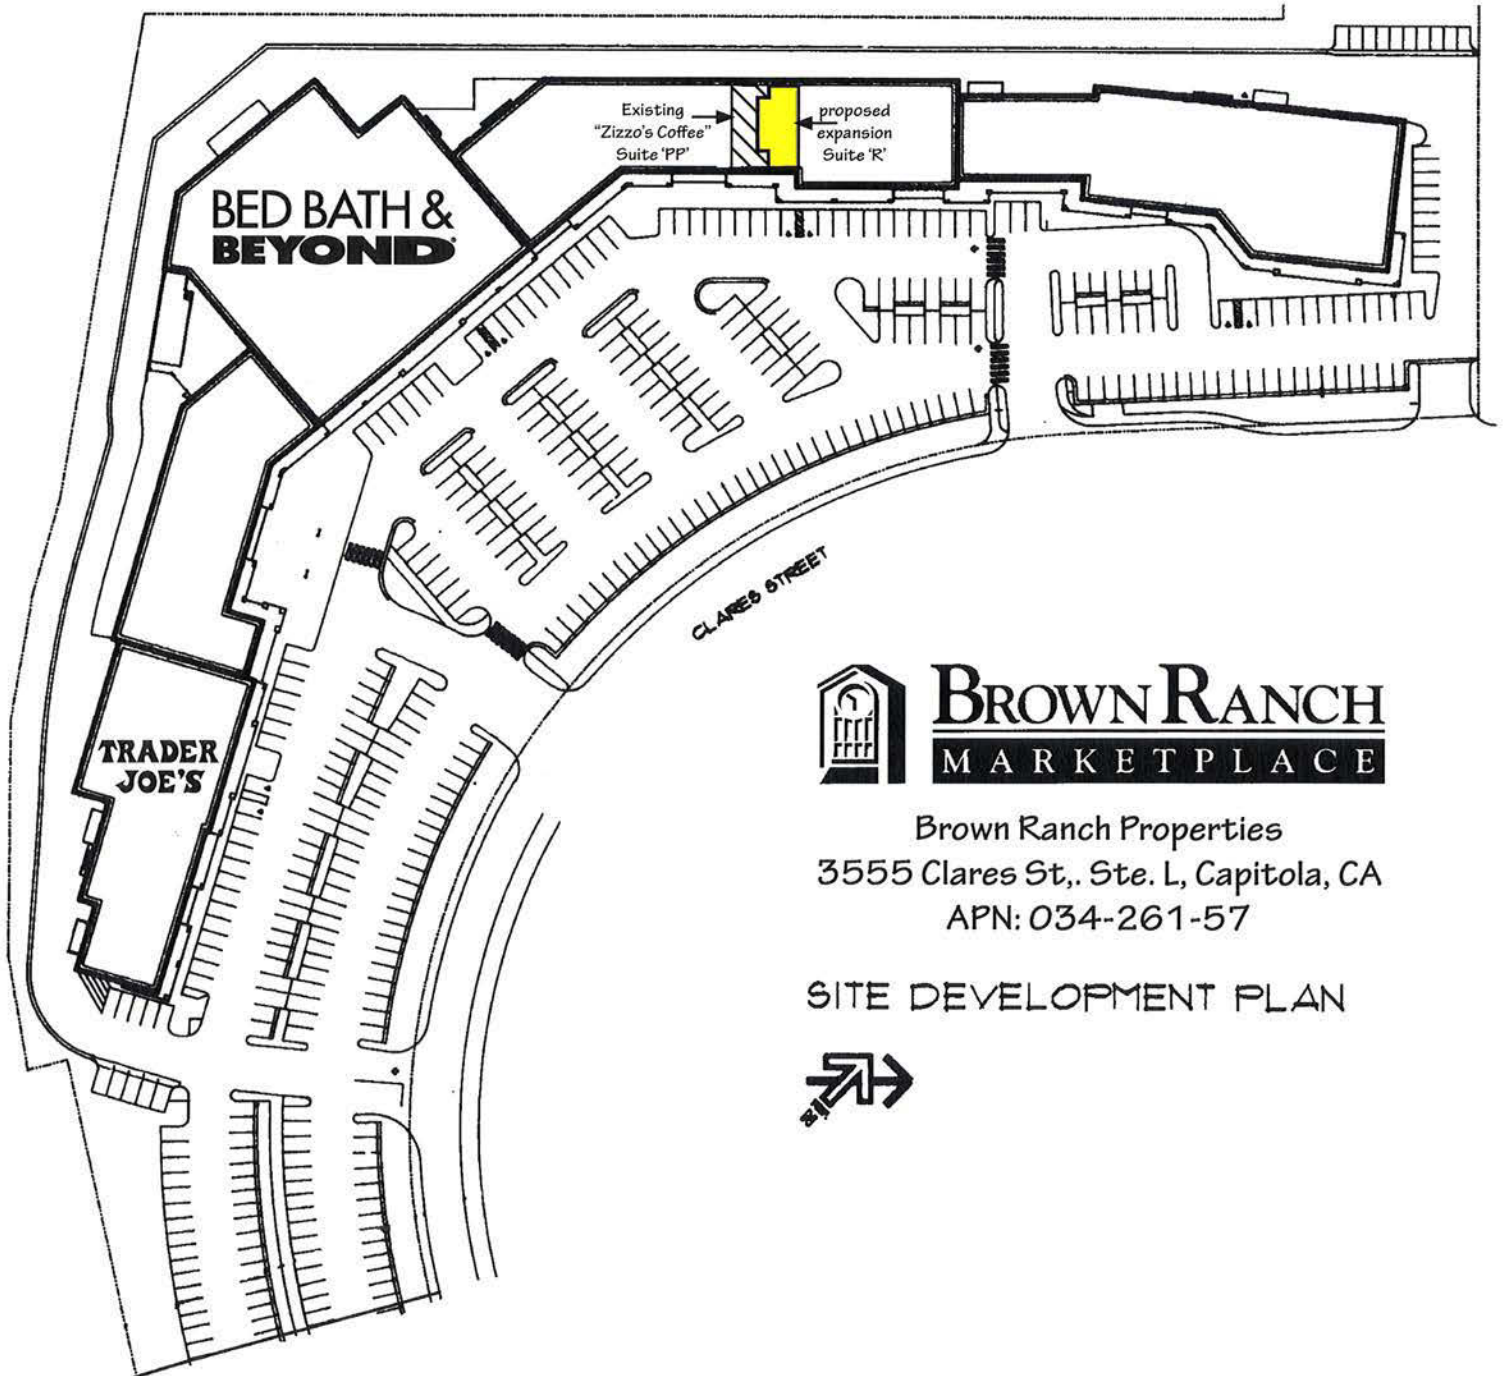 Existing
"Zizzo's Coffee"
Suite 'PP'
proposed
expansion
Suite 'R'
BED BATH &
BEYOND
TRADER
JOE'S
CLARES STREET
BROWN RANCH
MARKETPLACE
Brown Ranch Properties
3555 Clares St,. Ste. L, Capitola, CA
APN: 034-261-57
SITE DEVELOPMENT PLAN